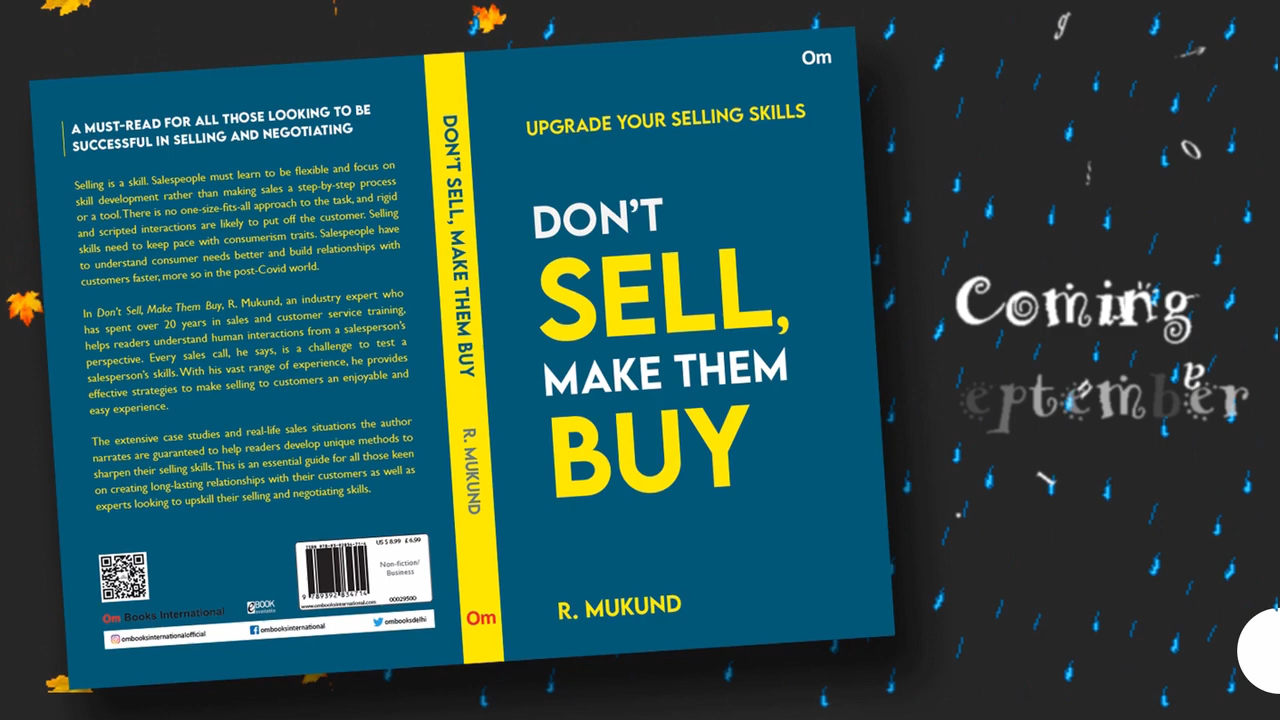 A MUST-READ FOR ALL THOSE LOOKING TO BE
SUCCESSFUL IN SELLING AND NEGOTIATING
Selling is a skill. Salespeople must learn to be flexible and focus on
skill development rather than making sales a step-by-step process
or a tool. There is no one-size-fits-all approach to the task, and rigid
and scripted interactions are likely to put off the customer. Selling
skills need to keep pace with consumerism traits. Salespeople have
to understand consumer needs better and build relationships with
customers faster, more so in the post-Covid world.
In Don't Sell, Make Them Buy, R. Mukund, an industry expert who
has spent over 20 years in sales and customer service training,
helps readers understand human interactions from a salesperson's
perspective. Every sales call, he says, is a challenge to test a
salesperson's skills. With his vast range of experience, he provides
effective strategies to make selling to customers an enjoyable and
easy experience.
The extensive case studies and real-life sales situations the author
narrates are guaranteed to help readers develop unique methods to
sharpen their selling skills. This is an essential guide for all those keen
on creating long-lasting relationships with their customers as well as
experts looking to upskill their selling and negotiating skills.
US $ 8.99 £ 6.99
Non-fiction/
Business
www.ombooksinternational.com
00029500
Om Books International
eBOOK
available
ombooksinternationalofficial
ombooksinternational
ombooksdelhi
DON'T SELL, MAKE THEM BUY
R. MUKUND
Om
Om
UPGRADE YOUR SELLING SKILLS
DON'T
SELL,
MAKE THEM
BUY
R. MUKUND
Coming
eptember